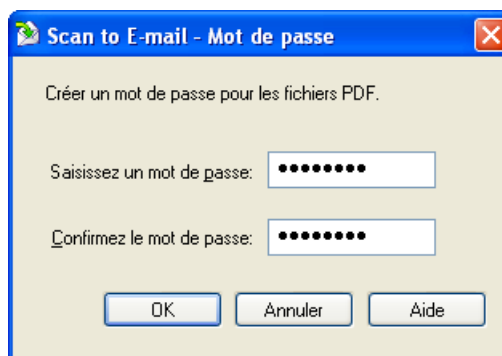 Scan to E-mail - Mot de passe
Créer un mot de passe pour les fichiers PDF.
Saisissez un mot de passe: ••••••••
Confirmez le mot de passe: ••••••••
OK Annuler Aide